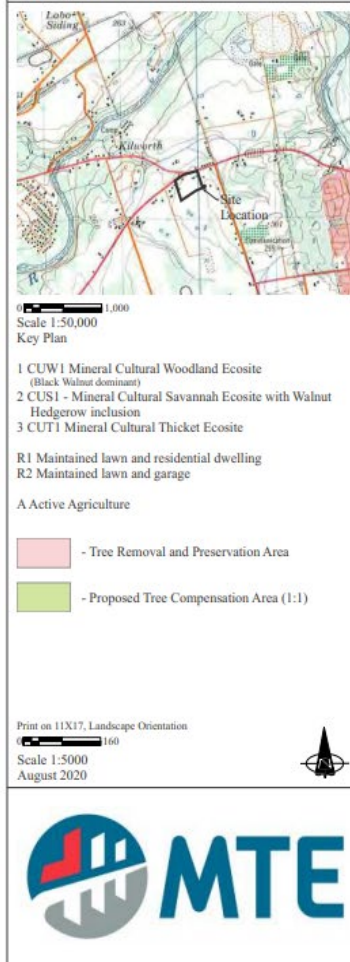 Lobo
Siding
263
Kilworth
Site
Location
R
0 1,000
Scale 1:50,000
Key Plan
1 CUW1 Mineral Cultural Woodland Ecosite
(Black Walnut dominant)
2 CUS1 - Mineral Cultural Savannah Ecosite with Walnut
Hedgerow inclusion
3 CUT1 Mineral Cultural Thicket Ecosite
R1 Maintained lawn and residential dwelling
R2 Maintained lawn and garage
A Active Agriculture
- Tree Removal and Preservation Area
- Proposed Tree Compensation Area (1:1)
Print on 11X17, Landscape Orientation
0 160
Scale 1:5000
August 2020
N
MTE